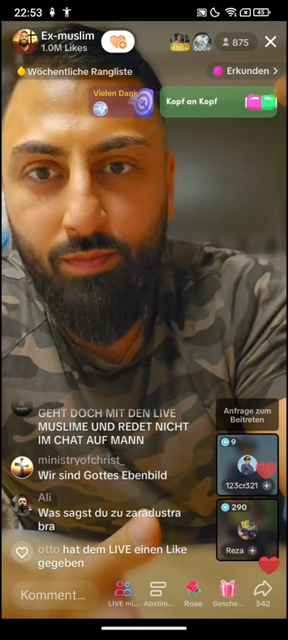 22:53
45
Ex-muslim
1.0M Likes
600+
500+
875
Wöchentliche Rangliste
Erkunden >
Vielen Dank
Kopf an Kopf
GEHT DOCH MIT DEN LIVE
MUSLIME UND REDET NICHT
IM CHAT AUF MANN
ministryofchrist_
Wir sind Gottes Ebenbild
Ali
Was sagst du zu zaradustra
bra
otto hat dem LIVE einen Like
gegeben
Anfrage zum
Beitreten
9
123cr321
290
Reza
Komment...
LIVE mi...
Abstim...
Rose
Gesche...
342